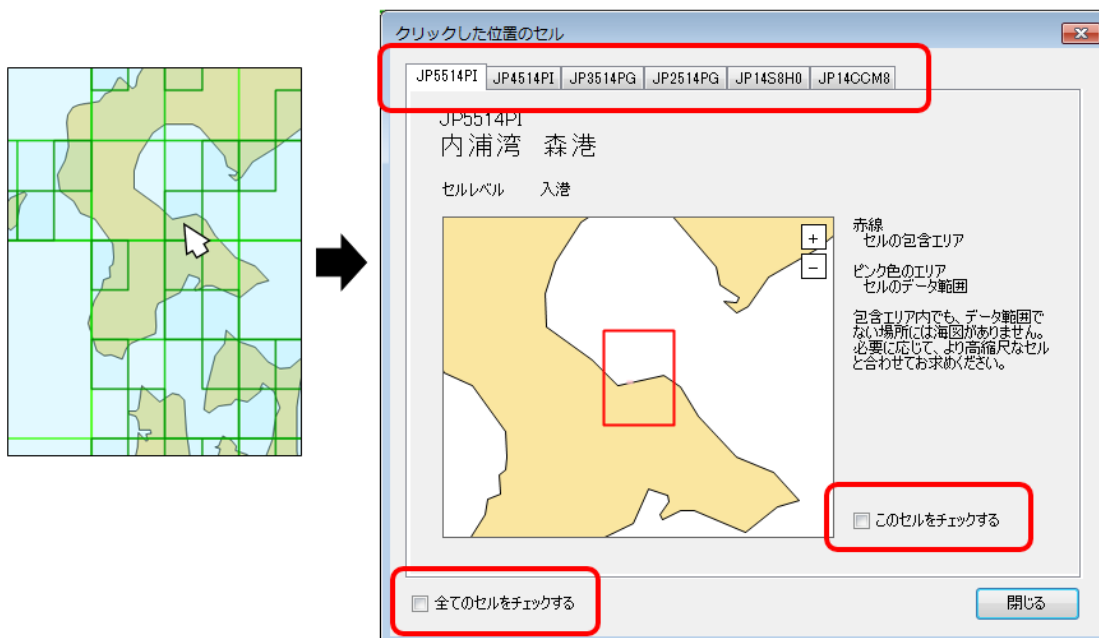 クリックした位置のセル
JP5514PI JP4514PI JP3514PG JP2514PG JP14S8H0 JP14CCM8
JP5514PI
内浦湾 森港
セルレベル 入港
+
−
赤線
セルの包含エリア
ピンク色のエリア
セルのデータ範囲
包含エリア内でも、データ範囲で
ない場所には海図がありません。
必要に応じて、より高縮尺なセル
と合わせてお求めください。
このセルをチェックする
全てのセルをチェックする
閉じる